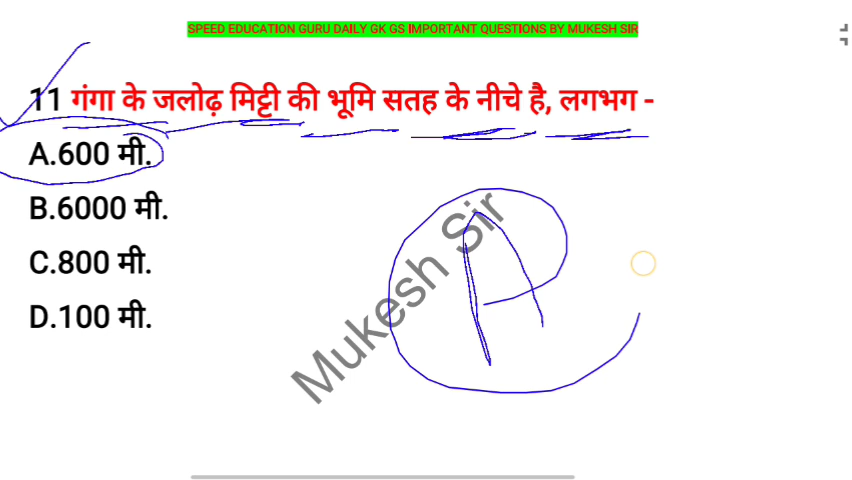 SPEED EDUCATION GURU DAILY GK GS IMPORTANT QUESTIONS BY MUKESH SIR
11 गंगा के जलोढ़ मिट्टी की भूमि सतह के नीचे है, लगभग -
A.600 मी.
B.6000 मी.
C.800 मी.
D.100 मी.
Mukesh Sir
A